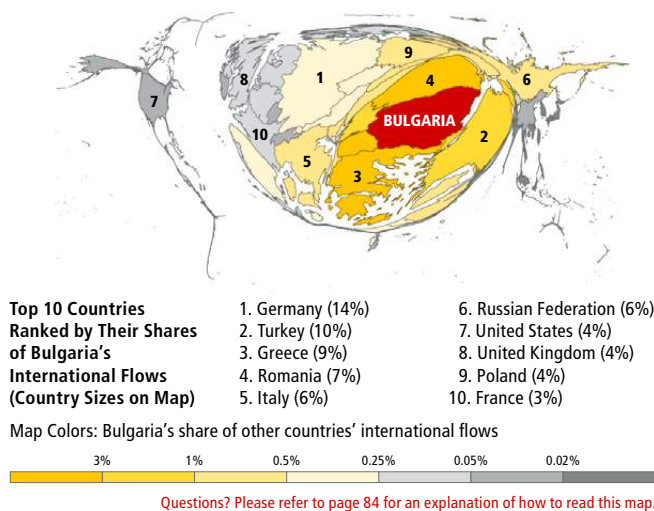 9
1
4
6
8
7
BULGARIA
10
2
5
3
Top 10 Countries
Ranked by Their Shares
of Bulgaria's
International Flows
(Country Sizes on Map)
1. Germany (14%)
2. Turkey (10%)
3. Greece (9%)
4. Romania (7%)
5. Italy (6%)
6. Russian Federation (6%)
7. United States (4%)
8. United Kingdom (4%)
9. Poland (4%)
10. France (3%)
Map Colors: Bulgaria's share of other countries' international flows
3% 1% 0.5% 0.25% 0.05% 0.02%
Questions? Please refer to page 84 for an explanation of how to read this map.